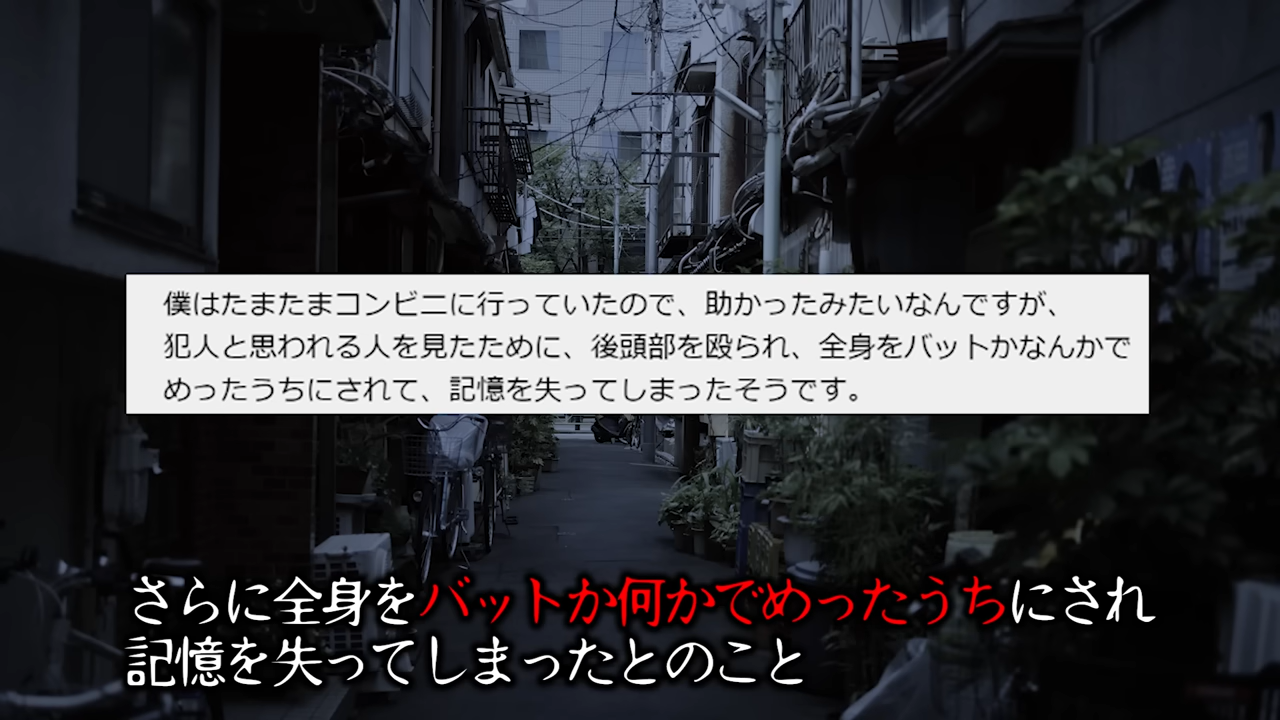 僕はたまたまコンビニに行っていたので、助かったみたいなんですが、
犯人と思われる人を見たために、後頭部を殴られ、全身をバットかなんかで
めったうちにされて、記憶を失ってしまったそうです。
さらに全身をバットか何かでめったうちにされ
記憶を失ってしまったとのこと